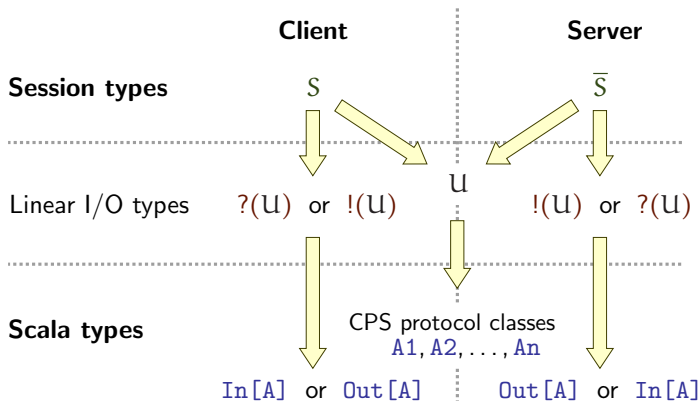 Client Server
Session types S S̅
U
Linear I/O types ?(U) or !(U) !(U) or ?(U)
CPS protocol classes
Scala types
A1, A2, ..., An
In[A] or Out[A] Out[A] or In[A]